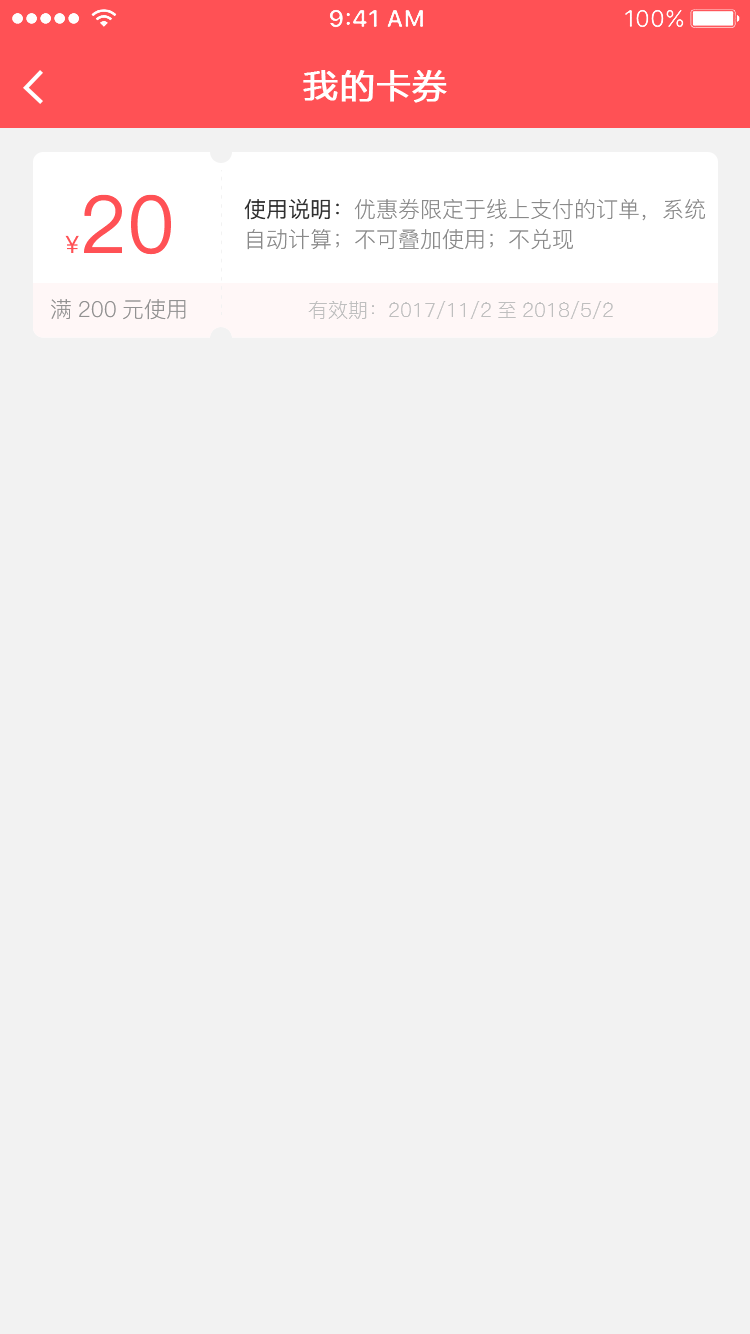 9:41 AM
100%
我的卡券
¥20
使用说明：优惠券限定于线上支付的订单，系统
自动计算；不可叠加使用；不兑现
满 200 元使用
有效期：2017/11/2 至 2018/5/2